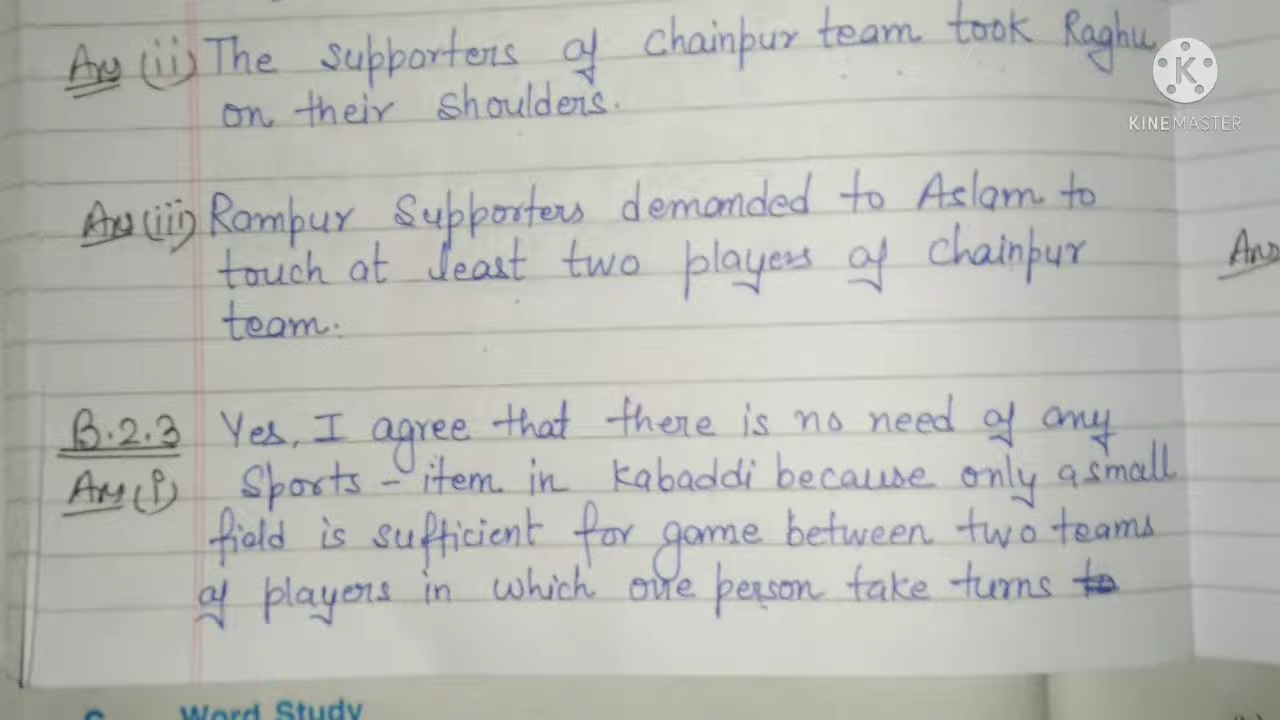 Ans (ii) The supporters of chainpur team took Raghu
on their shoulders.
KINEMASTER
Ans (iii) Rampur supporters demanded to Aslam to
touch at least two players of chainpur
team.
Ans
B.2.3 Yes, I agree that there is no need of any
Ans (i) sports-item in kabaddi because only a small
field is sufficient for game between two teams
of players in which one person take turns to
C Word Study